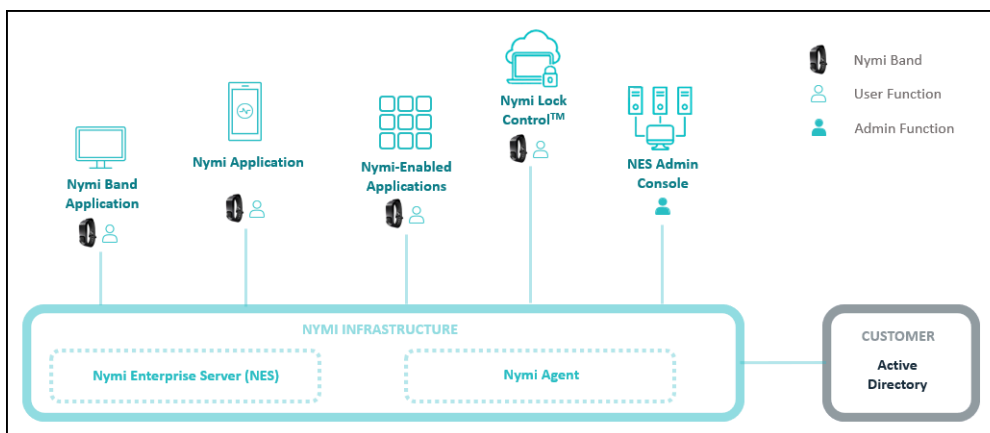 Nymi Band
Application
Nymi Application
Nymi-Enabled
Applications
Nymi Lock
Control™
NES Admin
Console
Nymi Band
User Function
Admin Function
NYMI INFRASTRUCTURE
Nymi Enterprise Server (NES)
Nymi Agent
CUSTOMER
Active
Directory